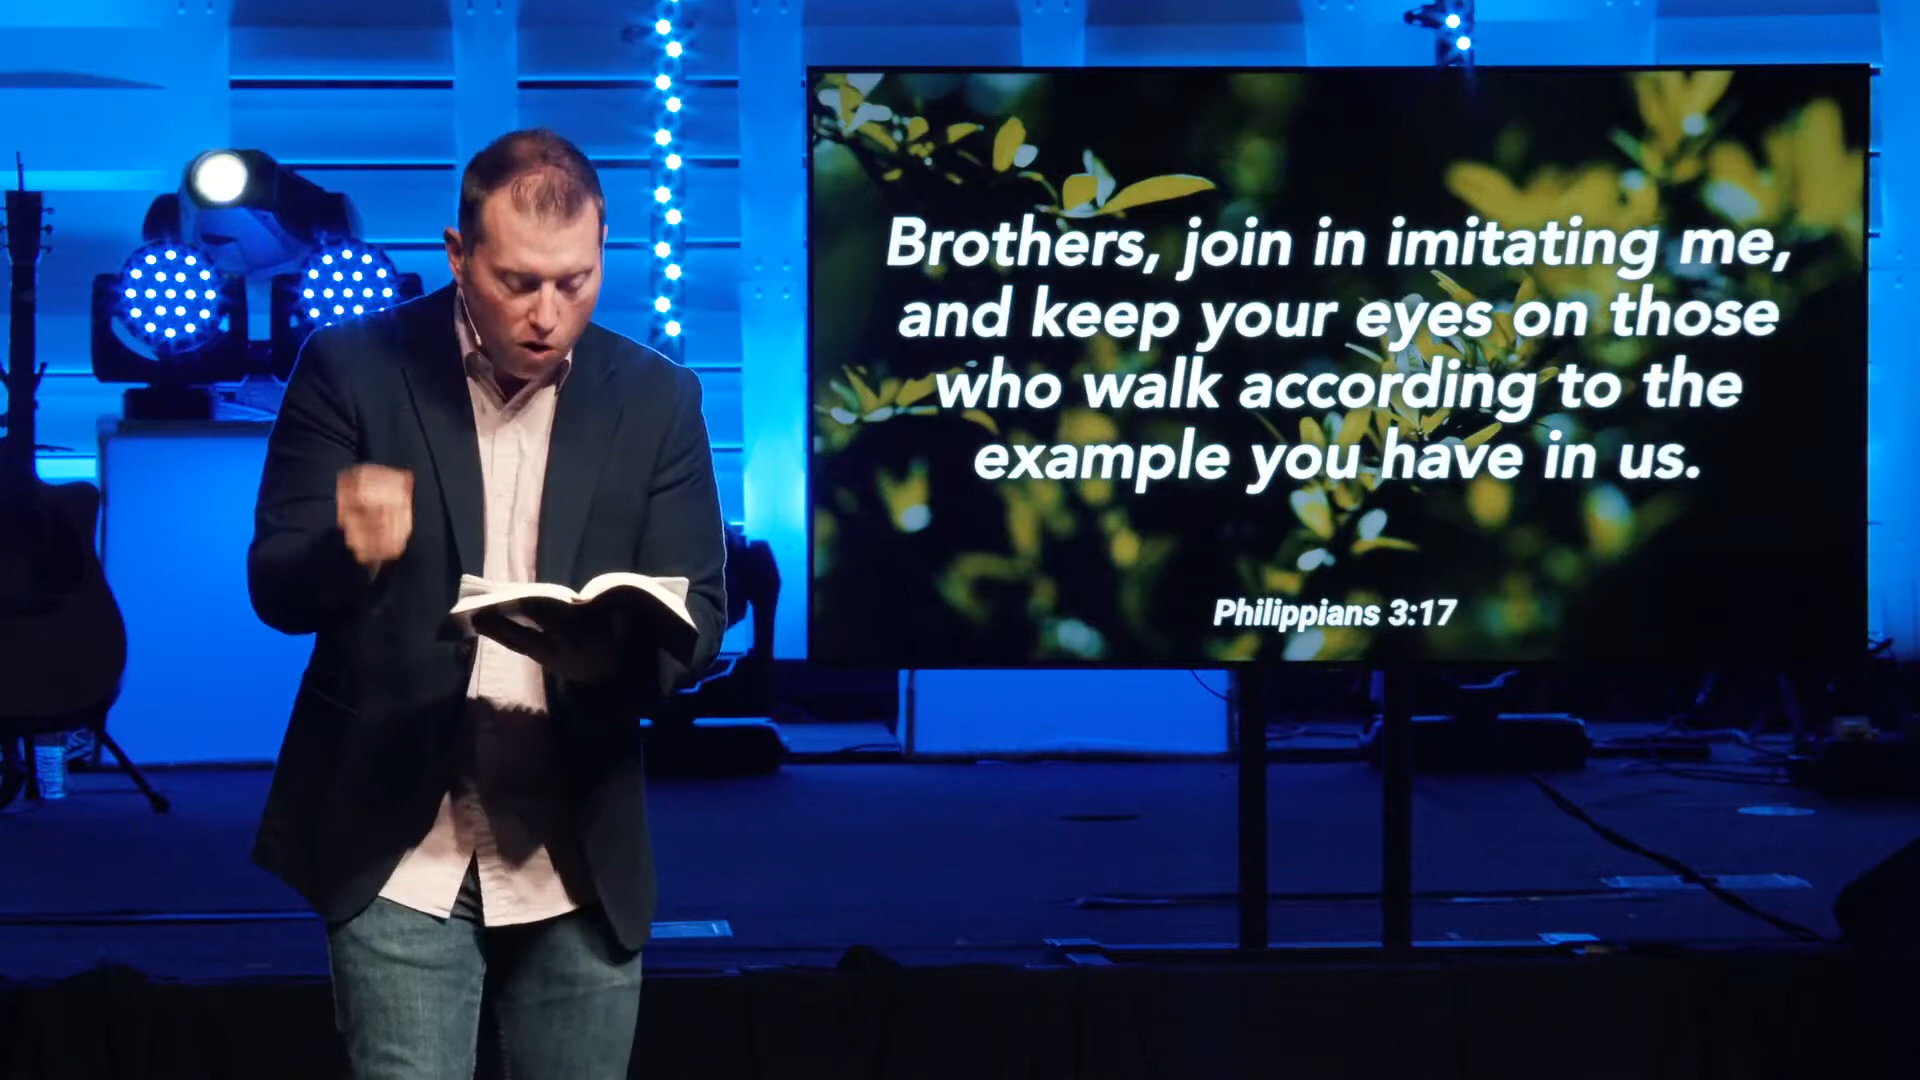 Brothers, join in imitating me,
and keep your eyes on those
who walk according to the
example you have in us.
Philippians 3:17